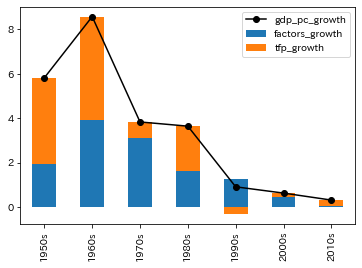 gdp_pc_growth
factors_growth
tfp_growth
8
6
4
2
0
1950s
1960s
1970s
1980s
1990s
2000s
2010s